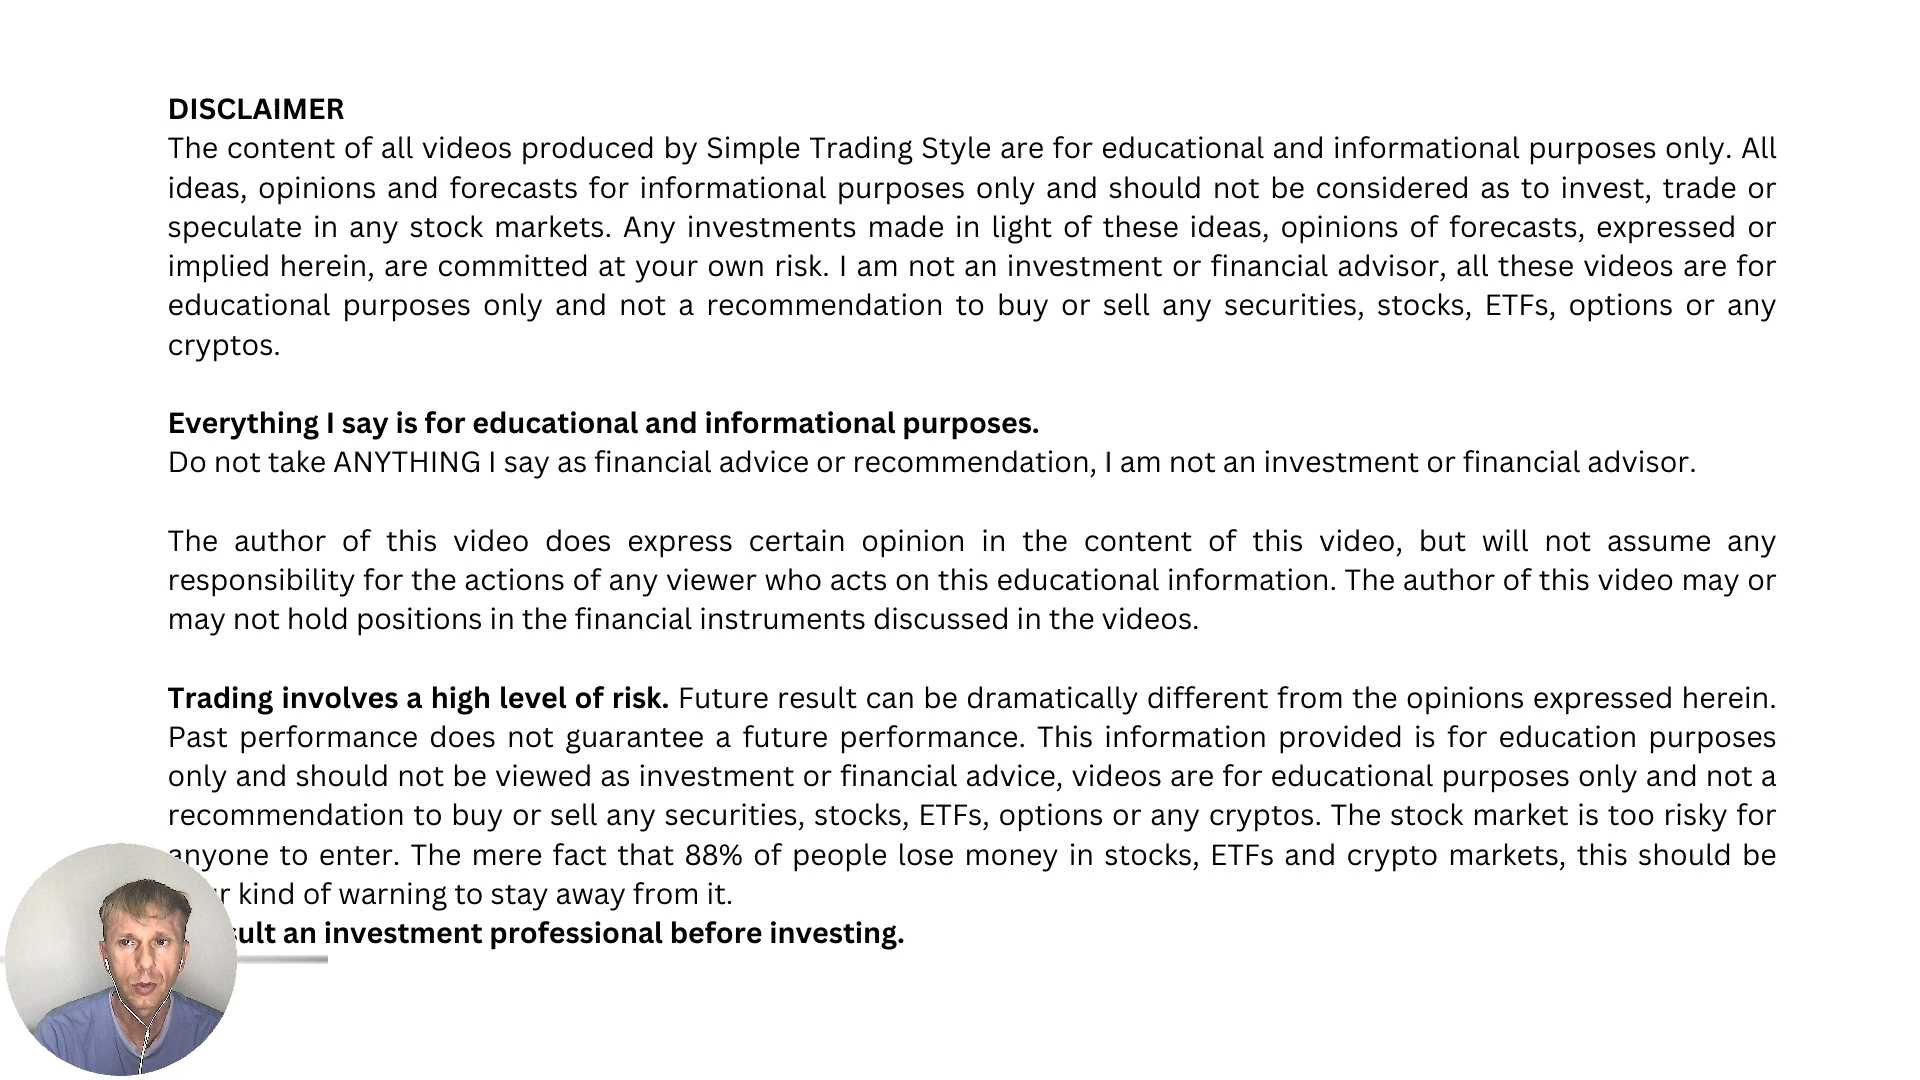 DISCLAIMER
The content of all videos produced by Simple Trading Style are for educational and informational purposes only. All
ideas, opinions and forecasts for informational purposes only and should not be considered as to invest, trade or
speculate in any stock markets. Any investments made in light of these ideas, opinions of forecasts, expressed or
implied herein, are committed at your own risk. I am not an investment or financial advisor, all these videos are for
educational purposes only and not a recommendation to buy or sell any securities, stocks, ETFs, options or any
cryptos.
Everything I say is for educational and informational purposes.
Do not take ANYTHING I say as financial advice or recommendation, I am not an investment or financial advisor.
The author of this video does express certain opinion in the content of this video, but will not assume any
responsibility for the actions of any viewer who acts on this educational information. The author of this video may or
may not hold positions in the financial instruments discussed in the videos.
Trading involves a high level of risk. Future result can be dramatically different from the opinions expressed herein.
Past performance does not guarantee a future performance. This information provided is for education purposes
only and should not be viewed as investment or financial advice, videos are for educational purposes only and not a
recommendation to buy or sell any securities, stocks, ETFs, options or any cryptos. The stock market is too risky for
anyone to enter. The mere fact that 88% of people lose money in stocks, ETFs and crypto markets, this should be
kind of warning to stay away from it.
an investment professional before investing.